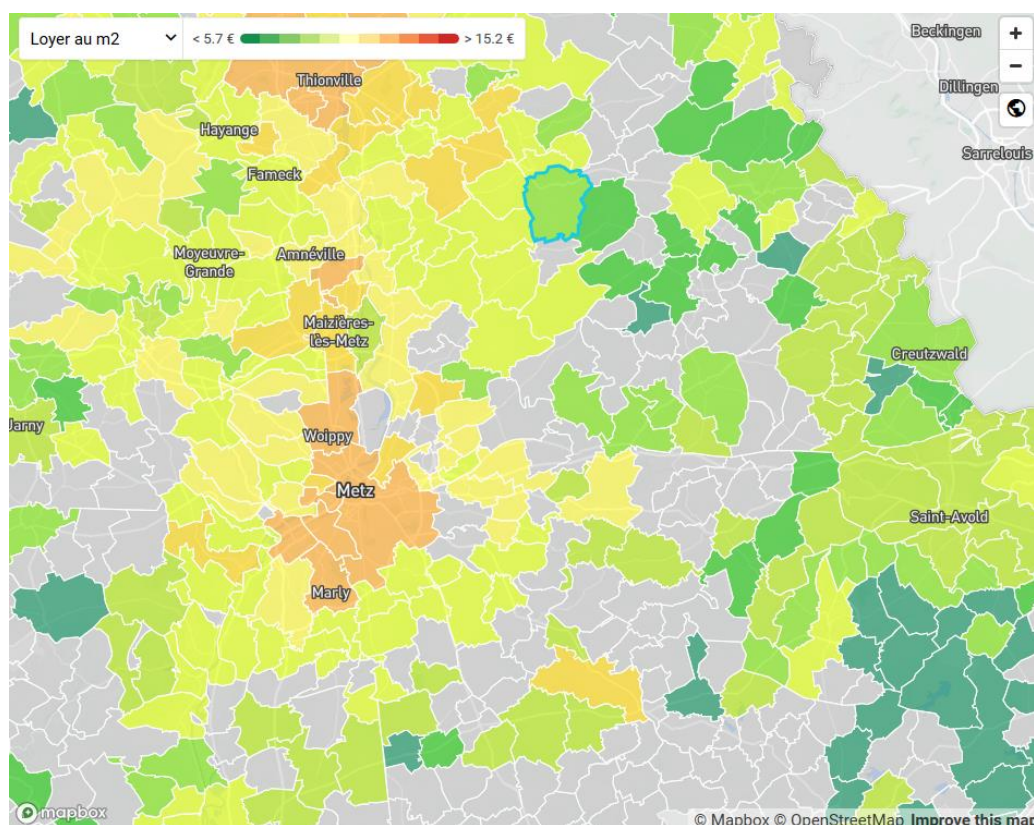 Loyer au m2
< 5.7 €
> 15.2 €
Beckingen
+
−
Thionville
Dillingen
Hayange
Sarrelouis
Fameck
Moyeuvre-
Grande
Amnéville
Maizières-
lès-Metz
Creutzwald
Jarny
Woippy
Metz
Saint-Avold
Marly
mapbox
© Mapbox © OpenStreetMap Improve this map